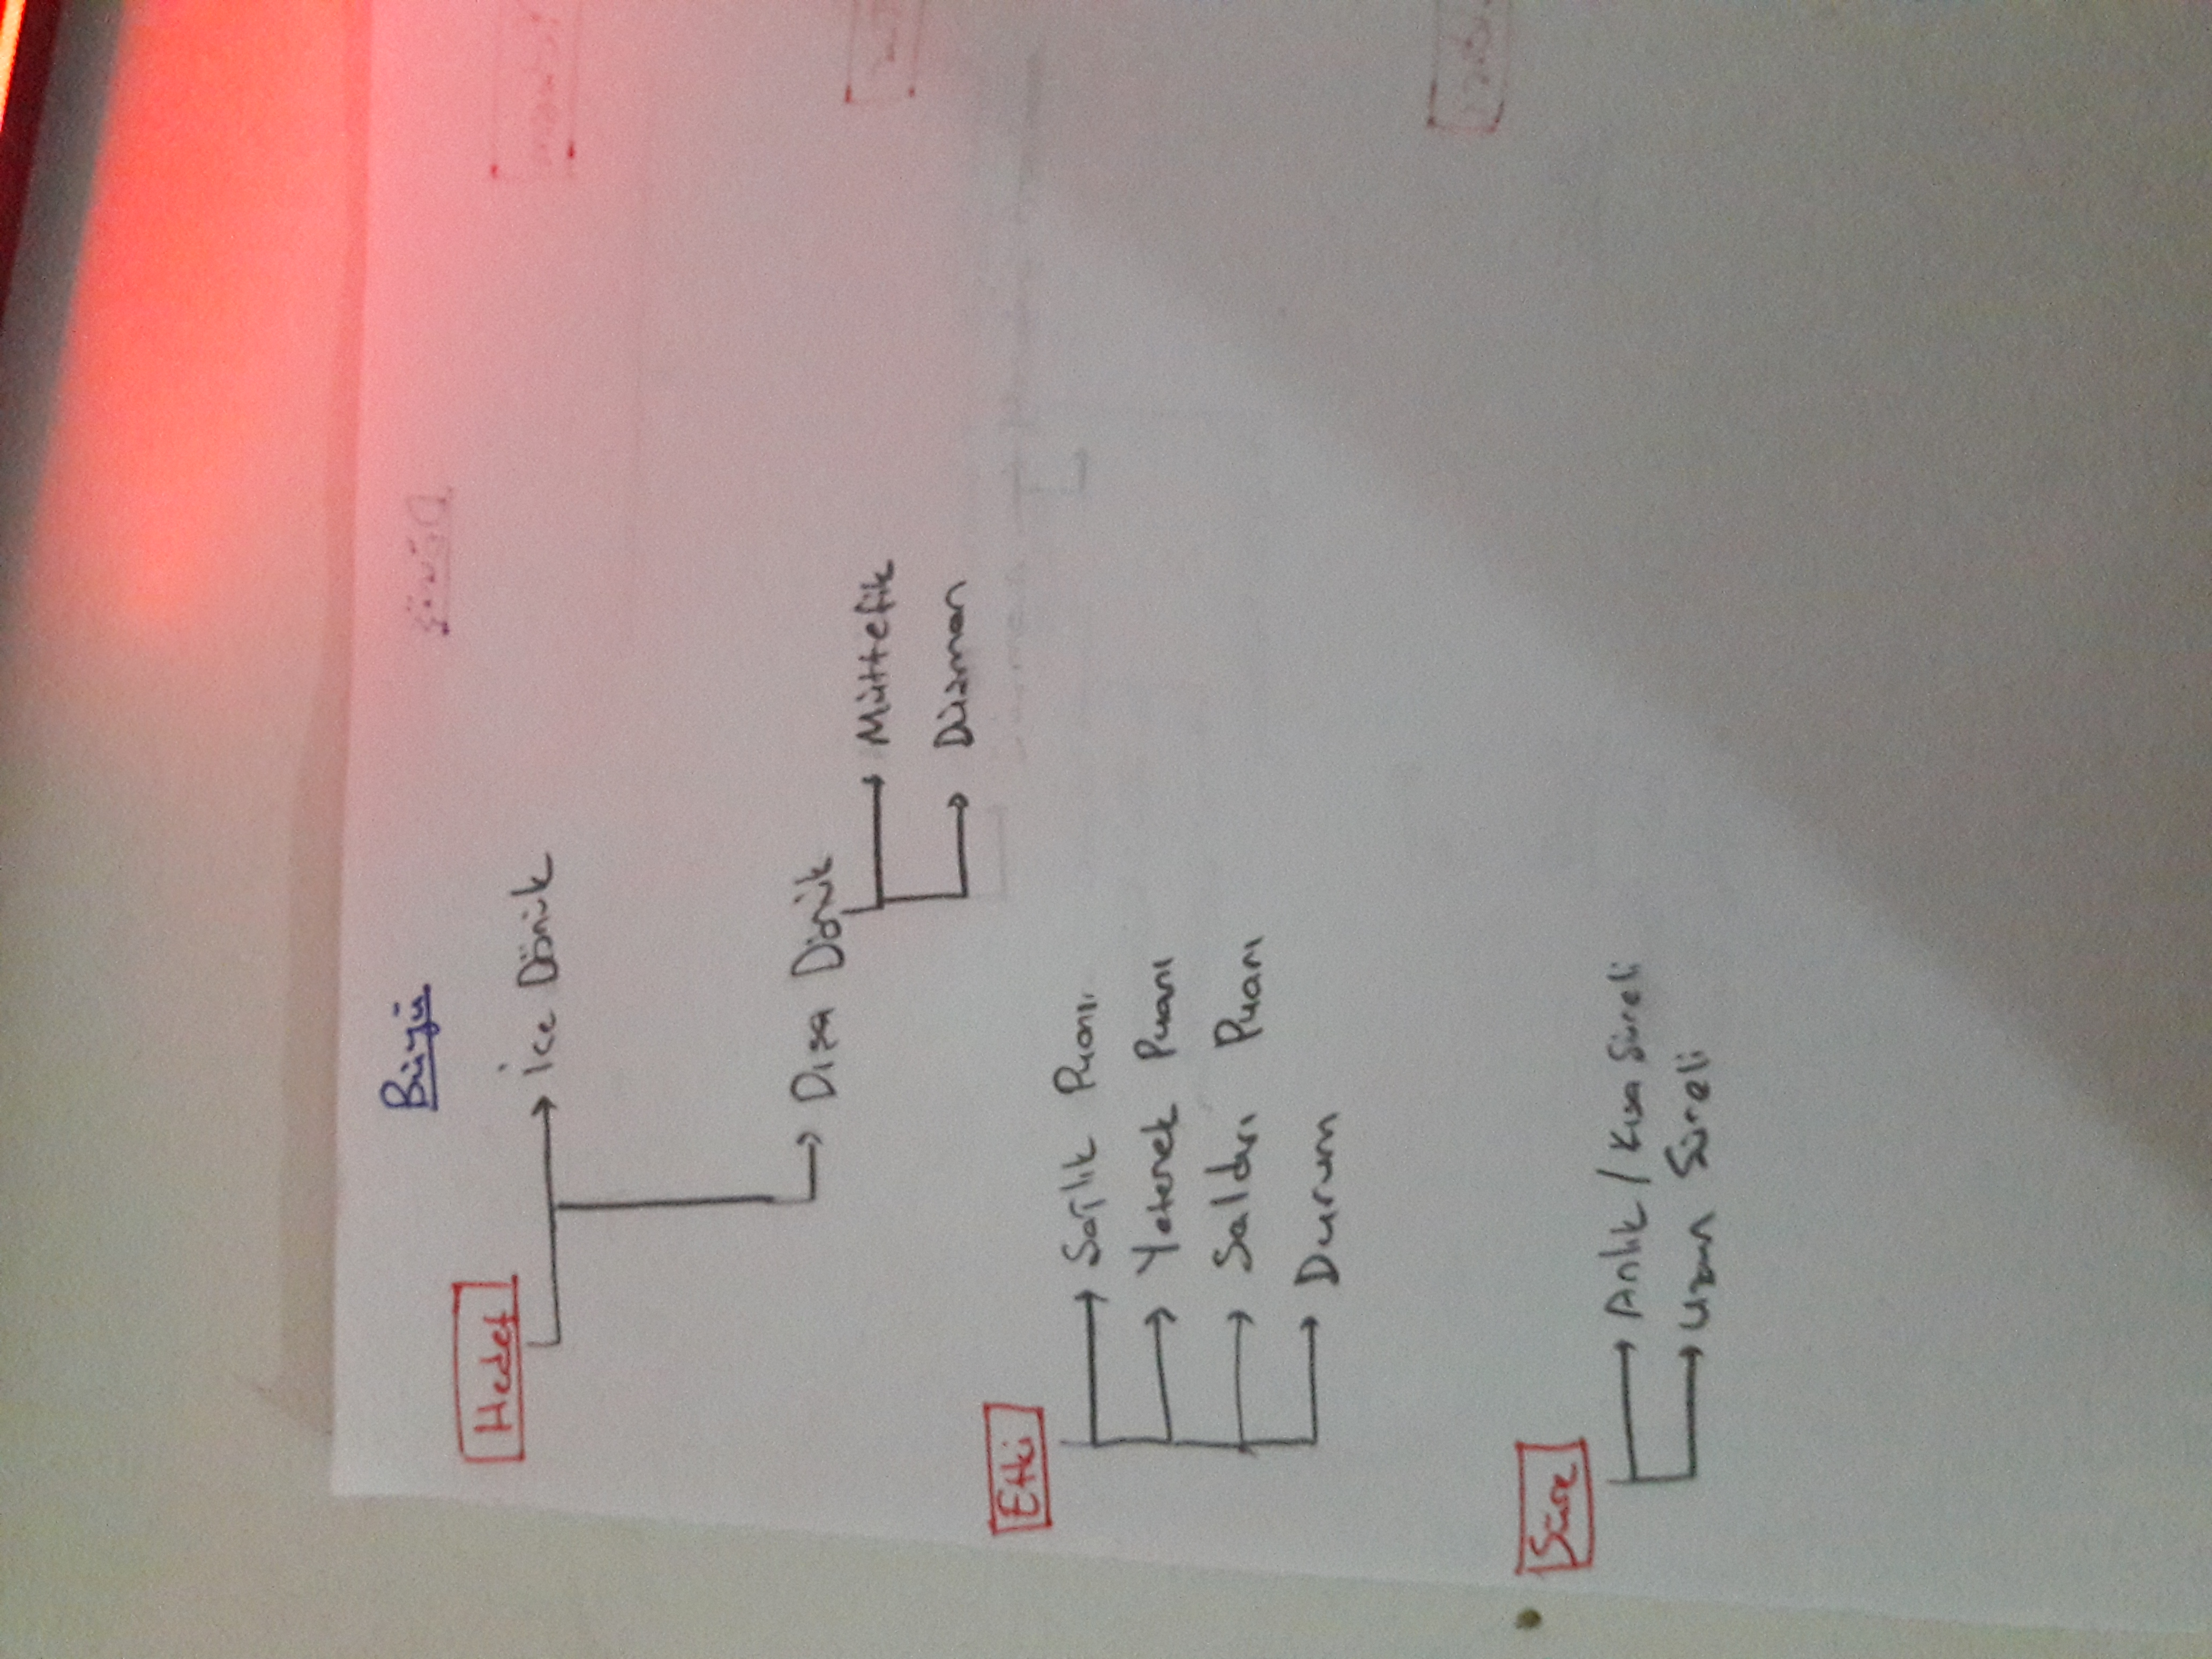 Büyü
Hedef
İçe Dönük
Dışa Dönük
Müttefik
Düşman
Etki
Sağlık Puanı
Yetenek Puanı
Saldırı Puanı
Durum
Süre
Anlık / Kısa Süreli
Uzun Süreli